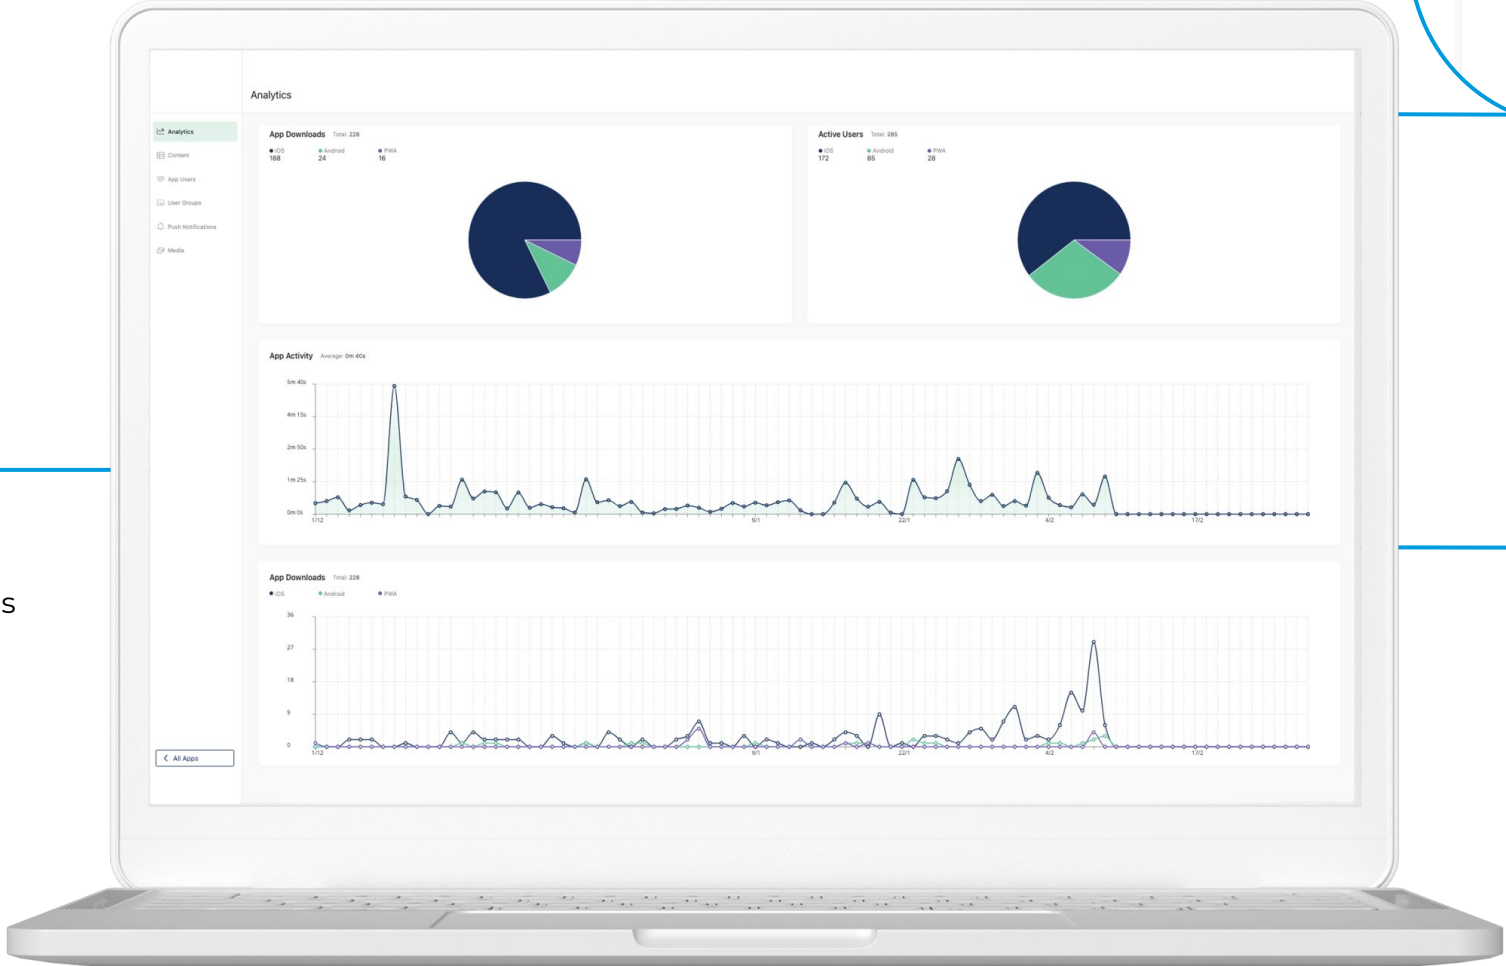 Analytics
Analytics
Content
App Users
User Groups
Push Notifications
Media
All Apps
App Downloads Total: 228
iOS Android PWA
188 24 16
Active Users Total: 285
iOS Android PWA
172 85 28
App Activity Average: 0m 40s
5m 40s
4m 15s
2m 50s
1m 25s
0m 0s
1/12 9/1 22/1 4/2 17/2
App Downloads Total: 228
iOS Android PWA
36
27
18
9
0
1/12 9/1 22/1 4/2 17/2
s